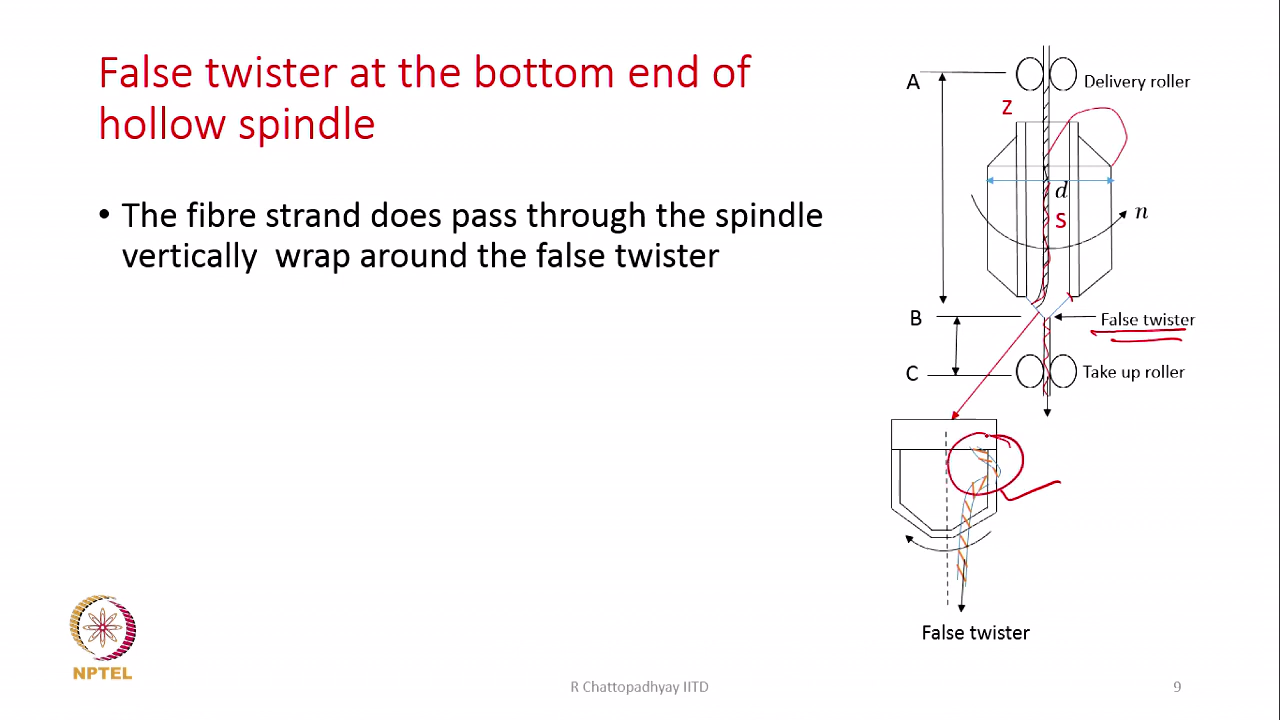 False twister at the bottom end of
hollow spindle
• The fibre strand does pass through the spindle
vertically wrap around the false twister
A
Delivery roller
Z
d
S
n
B
False twister
C
Take up roller
False twister
NPTEL
R Chattopadhyay IITD
9